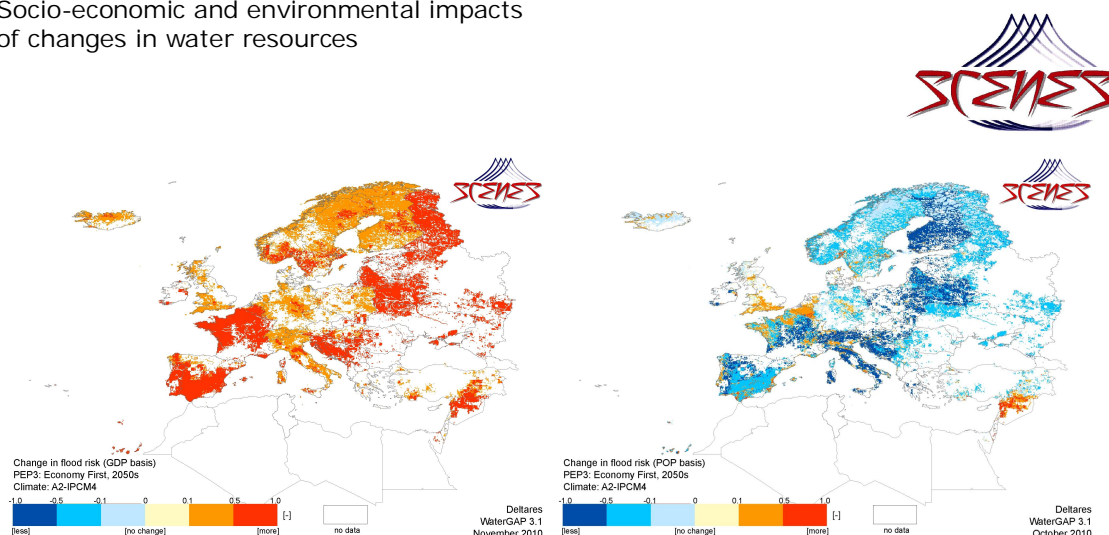 Socio-economic and environmental impacts
of changes in water resources
SCENES
SCENES
SCENES
Change in flood risk (GDP basis)
PEP3: Economy First, 2050s
Climate: A2-IPCM4
-1.0 -0.5 -0.1 0 0.1 0.5 1.0
[-]
[less] [no change] [more] no data
Deltares
WaterGAP 3.1
November 2010
Change in flood risk (POP basis)
PEP3: Economy First, 2050s
Climate: A2-IPCM4
-1.0 -0.5 -0.1 0 0.1 0.5 1.0
[-]
[less] [no change] [more] no data
Deltares
WaterGAP 3.1
October 2010